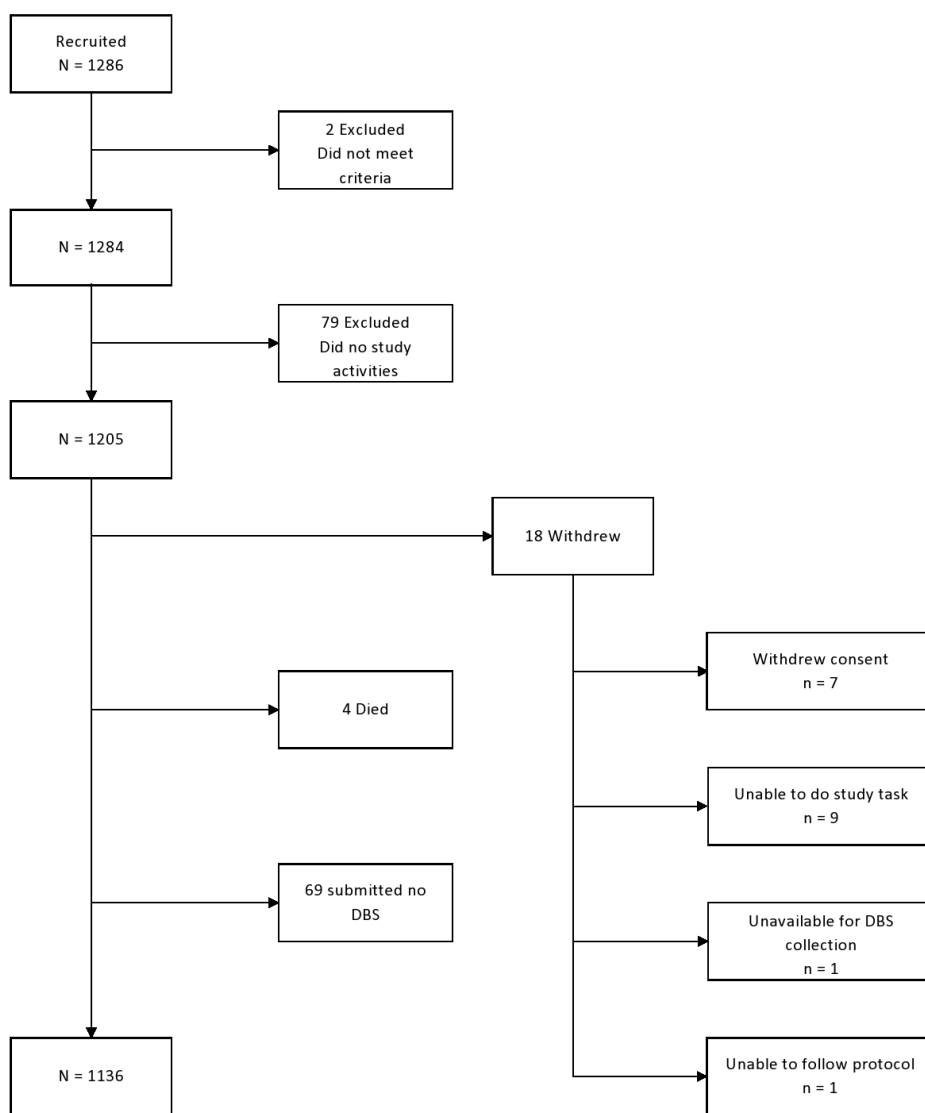 Recruited
N = 1286
2 Excluded
Did not meet
criteria
N = 1284
79 Excluded
Did no study
activities
N = 1205
18 Withdrew
Withdrew consent
n = 7
4 Died
Unable to do study task
n = 9
69 submitted no
DBS
Unavailable for DBS
collection
n = 1
N = 1136
Unable to follow protocol
n = 1